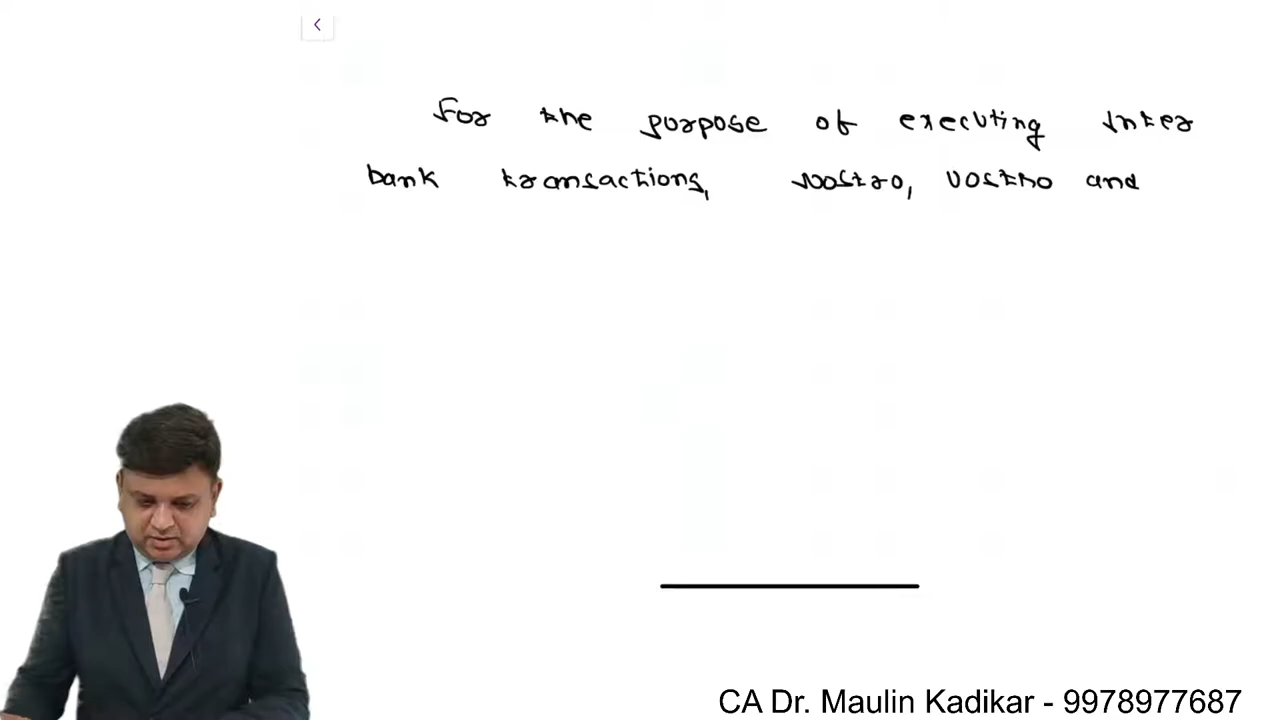 For the purpose of executing Inter
bank transactions, Nostro, Vostro and
CA Dr. Maulin Kadikar - 9978977687